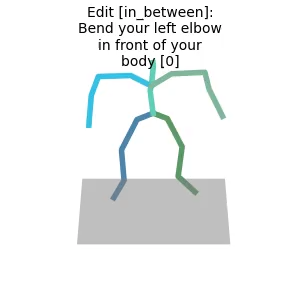 Edit [in_between]:
Bend your left elbow
in front of your
body [0]